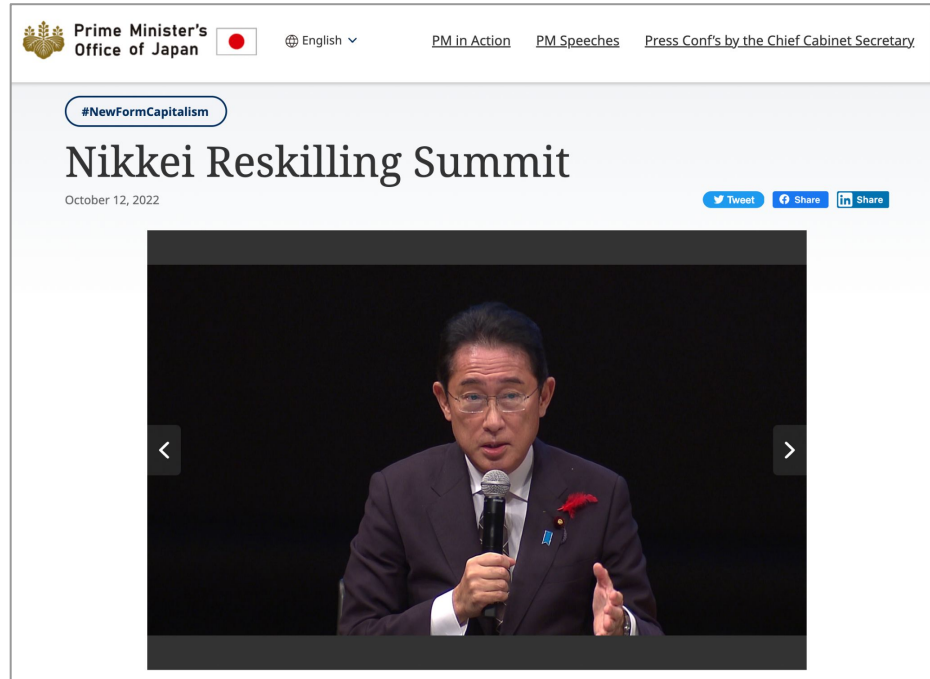 Prime Minister's
Office of Japan
English
PM in Action
PM Speeches
Press Conf's by the Chief Cabinet Secretary
#NewFormCapitalism
Nikkei Reskilling Summit
October 12, 2022
Tweet
Share
in Share